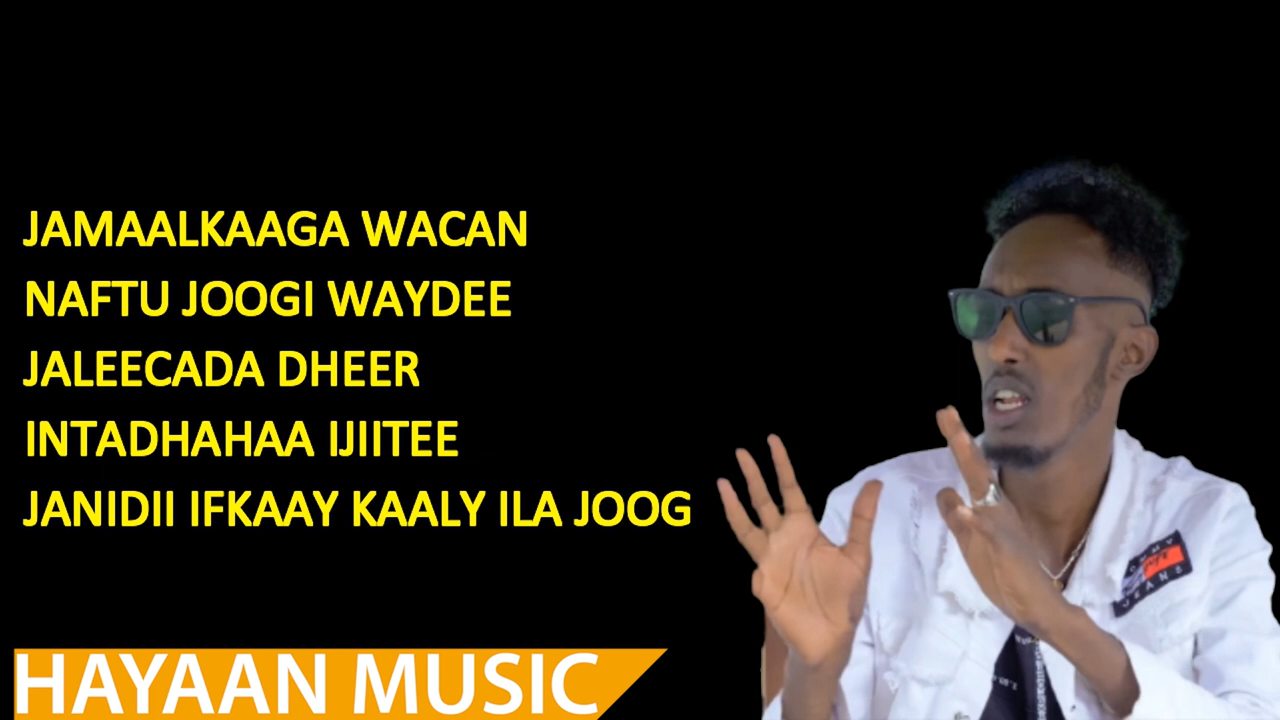 JAMAALKAAGA WACAN
NAFTU JOOGI WAYDEE
JALEECADA DHEER
INTADHAHAA IJIITEE
JANIDII IFKAAY KAALY ILA JOOG
HAYAAN MUSIC